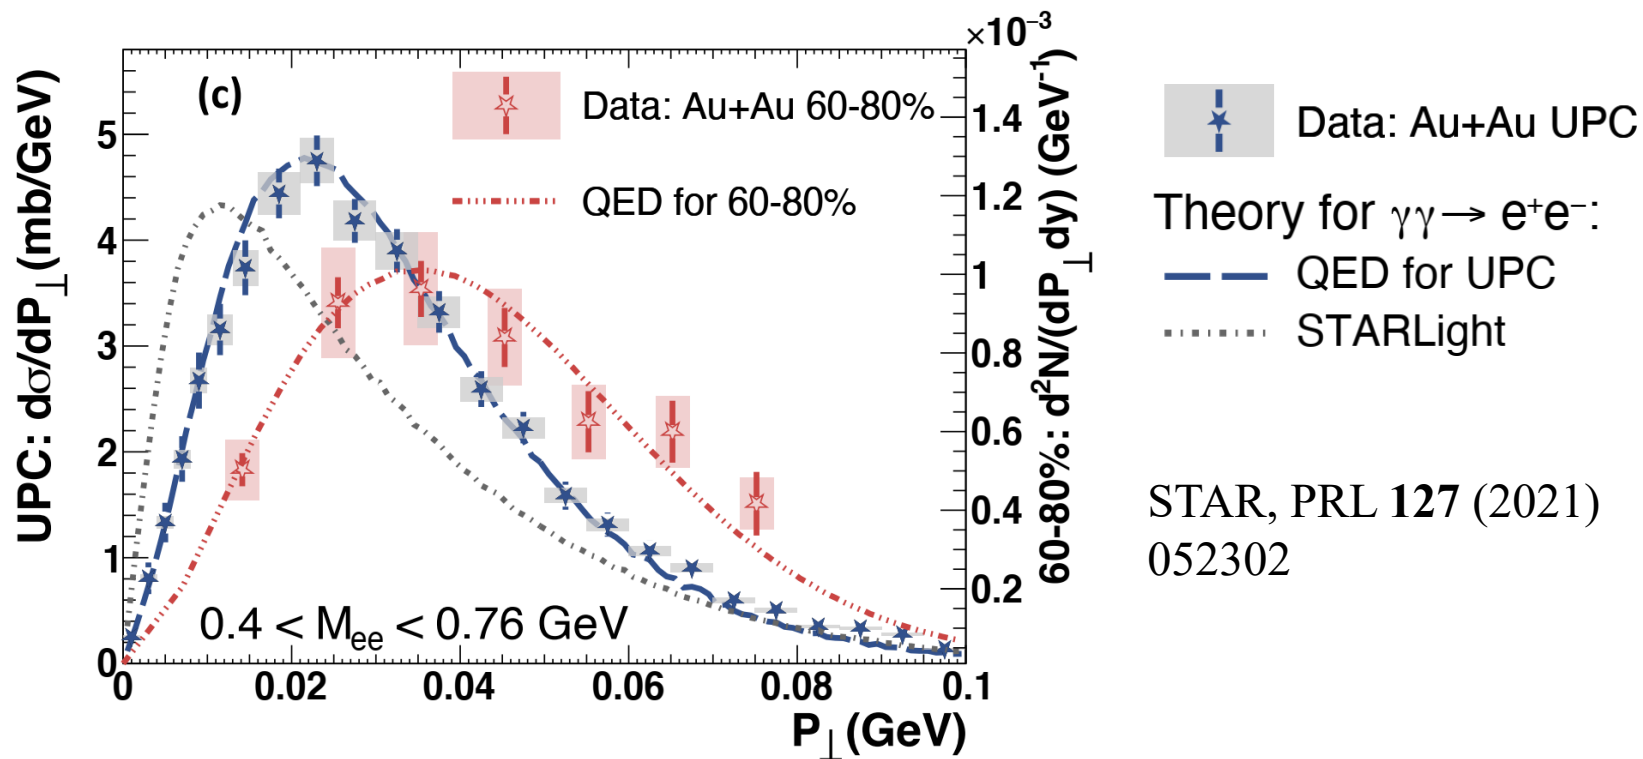 ×10⁻³
(c)
Data: Au+Au 60-80%
QED for 60-80%
UPC: dσ/dP⊥(mb/GeV)
5
4
3
2
1
0
60-80%: d²N/(dP⊥dy) (GeV⁻¹)
1.4
1.2
1
0.8
0.6
0.4
0.2
0.4 < Mee < 0.76 GeV
0 0.02 0.04 0.06 0.08 0.1
P⊥(GeV)
Data: Au+Au UPC
Theory for γγ→ e⁺e⁻:
QED for UPC
STARLight
STAR, PRL 127 (2021)
052302